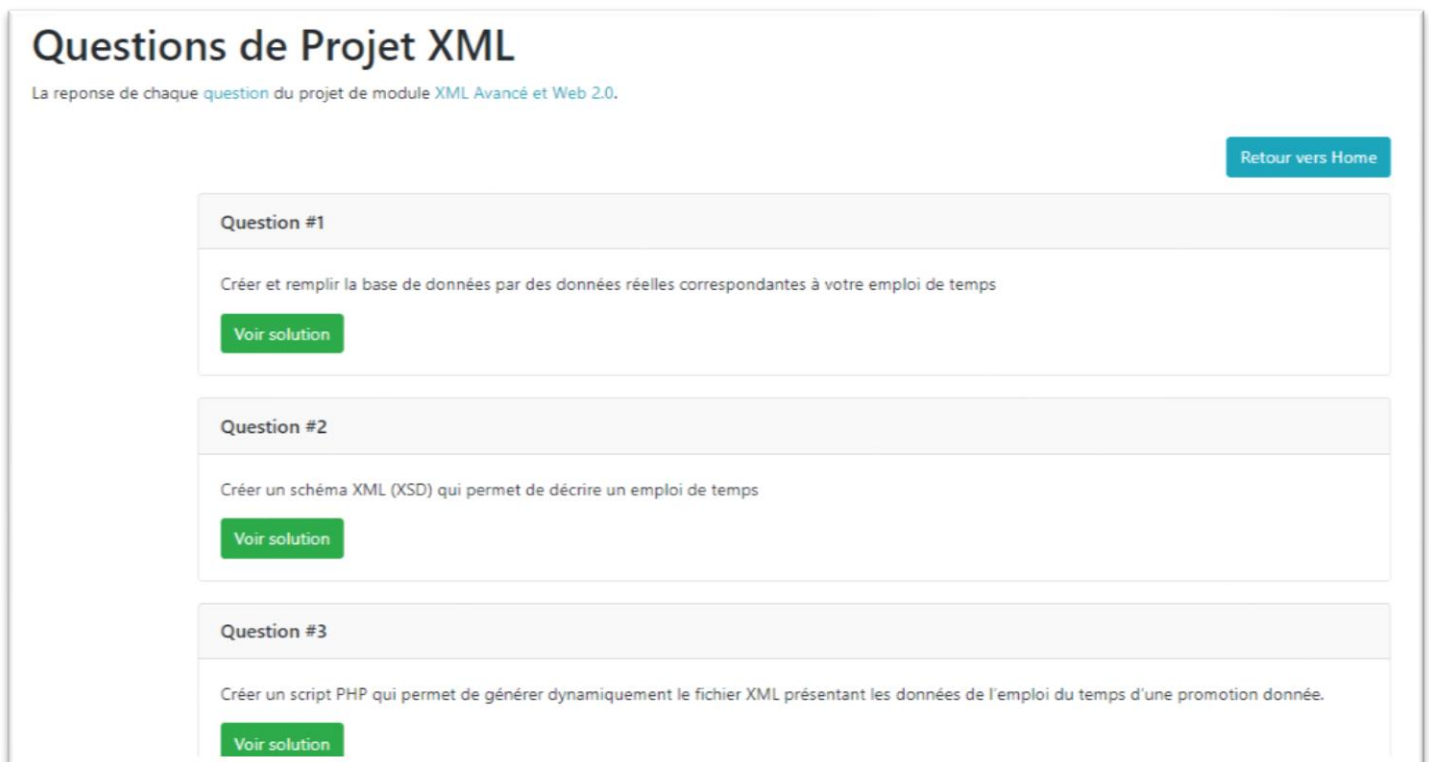 Questions de Projet XML
La reponse de chaque question du projet de module XML Avancé et Web 2.0.
Retour vers Home
Question #1
Créer et remplir la base de données par des données réelles correspondantes à votre emploi de temps
Voir solution
Question #2
Créer un schéma XML (XSD) qui permet de décrire un emploi de temps
Voir solution
Question #3
Créer un script PHP qui permet de générer dynamiquement le fichier XML présentant les données de l'emploi du temps d'une promotion donnée.
Voir solution